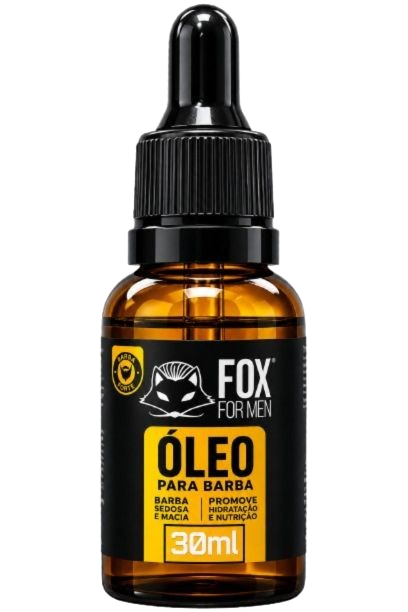 BARBA
FORTE
FOX®
FOR MEN
ÓLEO
PARA BARBA
BARBA
SEDOSA
E MACIA
PROMOVE
HIDRATAÇÃO
E NUTRIÇÃO
30ml